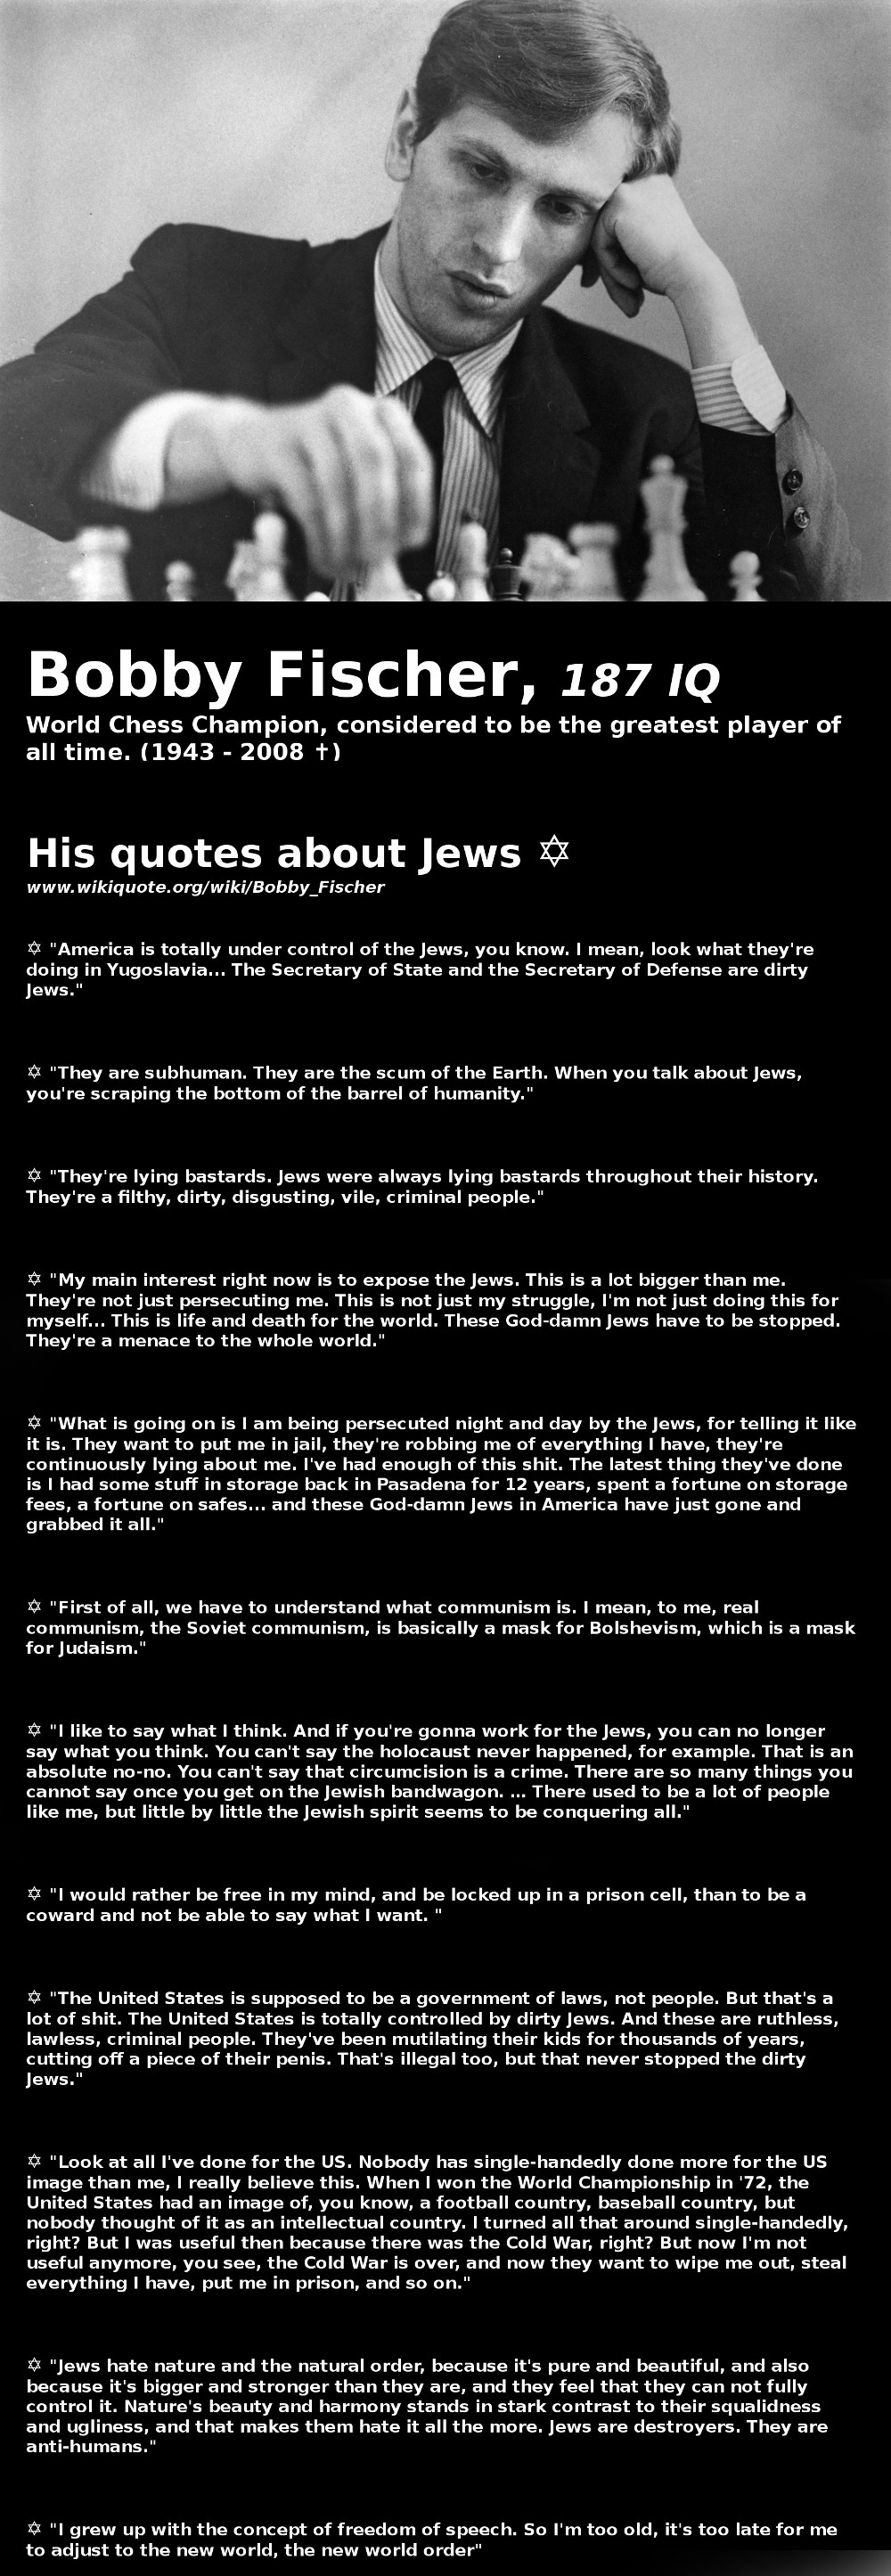 Bobby Fischer, 187 IQ
World Chess Champion, considered to be the greatest player of
all time. (1943 - 2008 ✝)
His quotes about Jews ✡
www.wikiquote.org/wiki/Bobby_Fischer
✡ "America is totally under control of the Jews, you know. I mean, look what they're
doing in Yugoslavia... The Secretary of State and the Secretary of Defense are dirty
Jews."
✡ "They are subhuman. They are the scum of the Earth. When you talk about Jews,
you're scraping the bottom of the barrel of humanity."
✡ "They're lying bastards. Jews were always lying bastards throughout their history.
They're a filthy, dirty, disgusting, vile, criminal people."
✡ "My main interest right now is to expose the Jews. This is a lot bigger than me.
They're not just persecuting me. This is not just my struggle, I'm not just doing this for
myself... This is life and death for the world. These God-damn Jews have to be stopped.
They're a menace to the whole world."
✡ "What is going on is I am being persecuted night and day by the Jews, for telling it like
it is. They want to put me in jail, they're robbing me of everything I have, they're
continuously lying about me. I've had enough of this shit. The latest thing they've done
is I had some stuff in storage back in Pasadena for 12 years, spent a fortune on storage
fees, a fortune on safes... and these God-damn Jews in America have just gone and
grabbed it all."
✡ "First of all, we have to understand what communism is. I mean, to me, real
communism, the Soviet communism, is basically a mask for Bolshevism, which is a mask
for Judaism."
✡ "I like to say what I think. And if you're gonna work for the Jews, you can no longer
say what you think. You can't say the holocaust never happened, for example. That is an
absolute no-no. You can't say that circumcision is a crime. There are so many things you
cannot say once you get on the Jewish bandwagon. … There used to be a lot of people
like me, but little by little the Jewish spirit seems to be conquering all."
✡ "I would rather be free in my mind, and be locked up in a prison cell, than to be a
coward and not be able to say what I want. "
✡ "The United States is supposed to be a government of laws, not people. But that's a
lot of shit. The United States is totally controlled by dirty Jews. And these are ruthless,
lawless, criminal people. They've been mutilating their kids for thousands of years,
cutting off a piece of their penis. That's illegal too, but that never stopped the dirty
Jews."
✡ "Look at all I've done for the US. Nobody has single-handedly done more for the US
image than me, I really believe this. When I won the World Championship in '72, the
United States had an image of, you know, a football country, baseball country, but
nobody thought of it as an intellectual country. I turned all that around single-handedly,
right? But I was useful then because there was the Cold War, right? But now I'm not
useful anymore, you see, the Cold War is over, and now they want to wipe me out, steal
everything I have, put me in prison, and so on."
✡ "Jews hate nature and the natural order, because it's pure and beautiful, and also
because it's bigger and stronger than they are, and they feel that they can not fully
control it. Nature's beauty and harmony stands in stark contrast to their squalidness
and ugliness, and that makes them hate it all the more. Jews are destroyers. They are
anti-humans."
✡ "I grew up with the concept of freedom of speech. So I'm too old, it's too late for me
to adjust to the new world, the new world order"